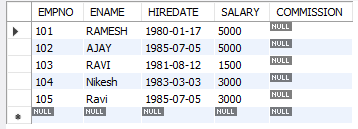 EMPNO ENAME HIREDATE SALARY COMMISSION
101 RAMESH 1980-01-17 5000 NULL
102 AJAY 1985-07-05 5000 NULL
103 RAVI 1981-08-12 1500 NULL
104 Nikesh 1983-03-03 3000 NULL
105 Ravi 1985-07-05 3000 NULL
NULL NULL NULL NULL NULL